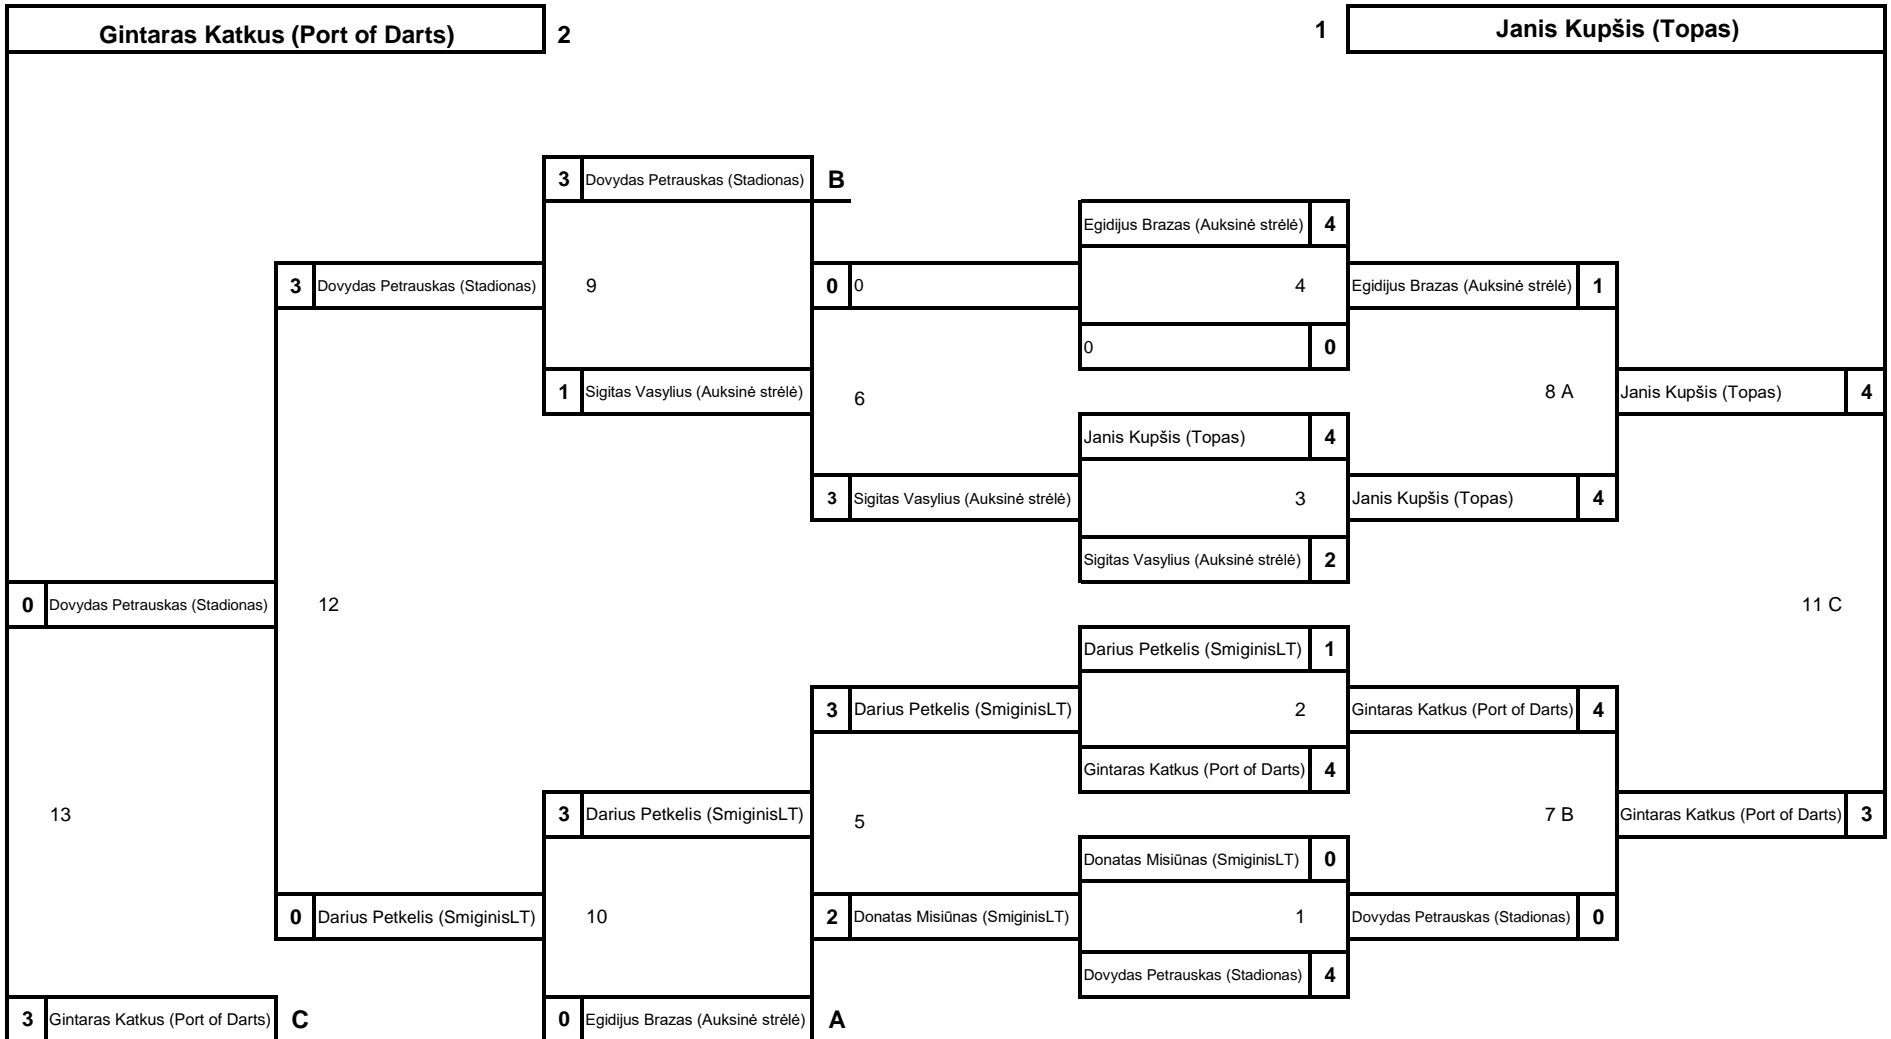 Gintaras Katkus (Port of Darts) 2 1 Janis Kupšis (Topas)
3 Dovydas Petrauskas (Stadionas) B
Egidijus Brazas (Auksinė strėlė) 4
3 Dovydas Petrauskas (Stadionas) 9 0 0 4 Egidijus Brazas (Auksinė strėlė) 1
0 0
1 Sigitas Vasylius (Auksinė strėlė) 6 8 A Janis Kupšis (Topas) 4
Janis Kupšis (Topas) 4
3 Sigitas Vasylius (Auksinė strėlė) 3 Janis Kupšis (Topas) 4
Sigitas Vasylius (Auksinė strėlė) 2
0 Dovydas Petrauskas (Stadionas) 12 11 C
Darius Petkelis (SmiginisLT) 1
3 Darius Petkelis (SmiginisLT) 2 Gintaras Katkus (Port of Darts) 4
Gintaras Katkus (Port of Darts) 4
13 3 Darius Petkelis (SmiginisLT) 5 7 B Gintaras Katkus (Port of Darts) 3
Donatas Misiūnas (SmiginisLT) 0
0 Darius Petkelis (SmiginisLT) 10 2 Donatas Misiūnas (SmiginisLT) 1 Dovydas Petrauskas (Stadionas) 0
Dovydas Petrauskas (Stadionas) 4
3 Gintaras Katkus (Port of Darts) C 0 Egidijus Brazas (Auksinė strėlė) A